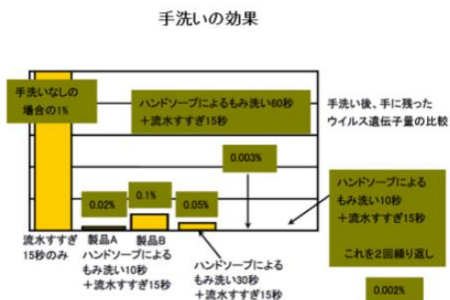 手洗いの効果
手洗いなしの
場合の1%
ハンドソープによるもみ洗い60秒
+流水すすぎ15秒
手洗い後、手に残った
ウイルス遺伝子量の比較
0.003%
0.02%
0.1%
0.05%
ハンドソープによる
もみ洗い10秒
+流水すすぎ15秒
これを2回繰り返し
0.002%
流水すすぎ
15秒のみ
製品A
製品B
ハンドソープによる
もみ洗い10秒
+流水すすぎ15秒
ハンドソープによる
もみ洗い30秒
+流水すすぎ15秒